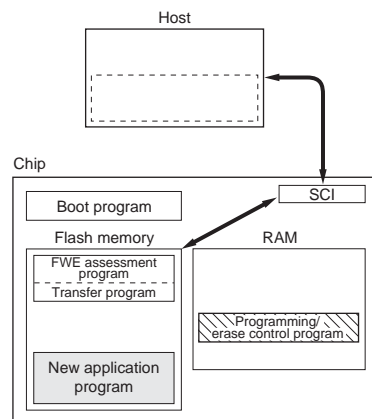 Host
Chip
SCI
Boot program
Flash memory
RAM
FWE assessment
program
Transfer program
Programming/
erase control program
New application
program